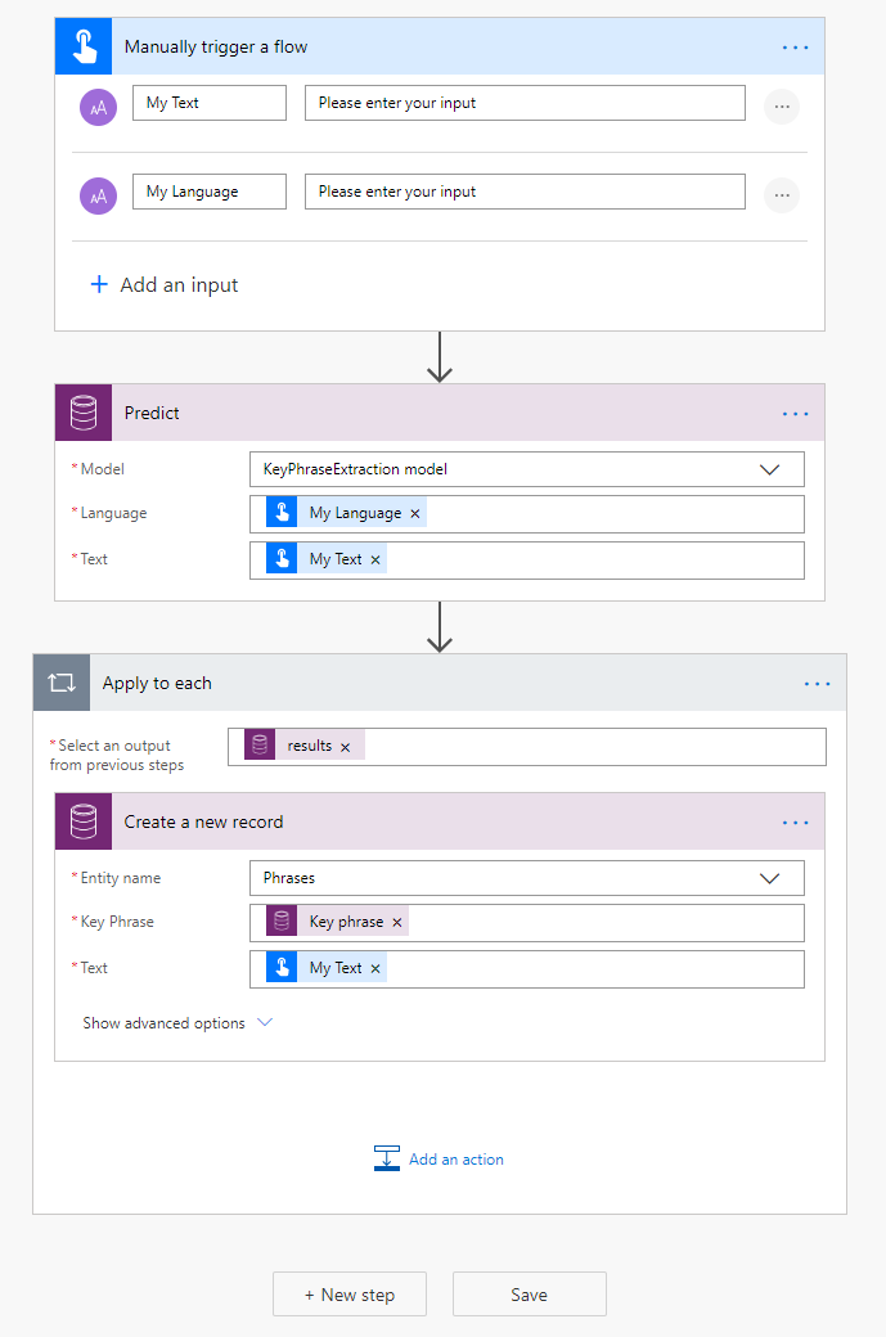 Manually trigger a flow
AA My Text Please enter your input
AA My Language Please enter your input
+ Add an input
Predict
* Model KeyPhraseExtraction model
* Language My Language ×
* Text My Text ×
Apply to each
* Select an output
from previous steps
results ×
Create a new record
* Entity name Phrases
* Key Phrase Key phrase ×
* Text My Text ×
Show advanced options
Add an action
+ New step Save